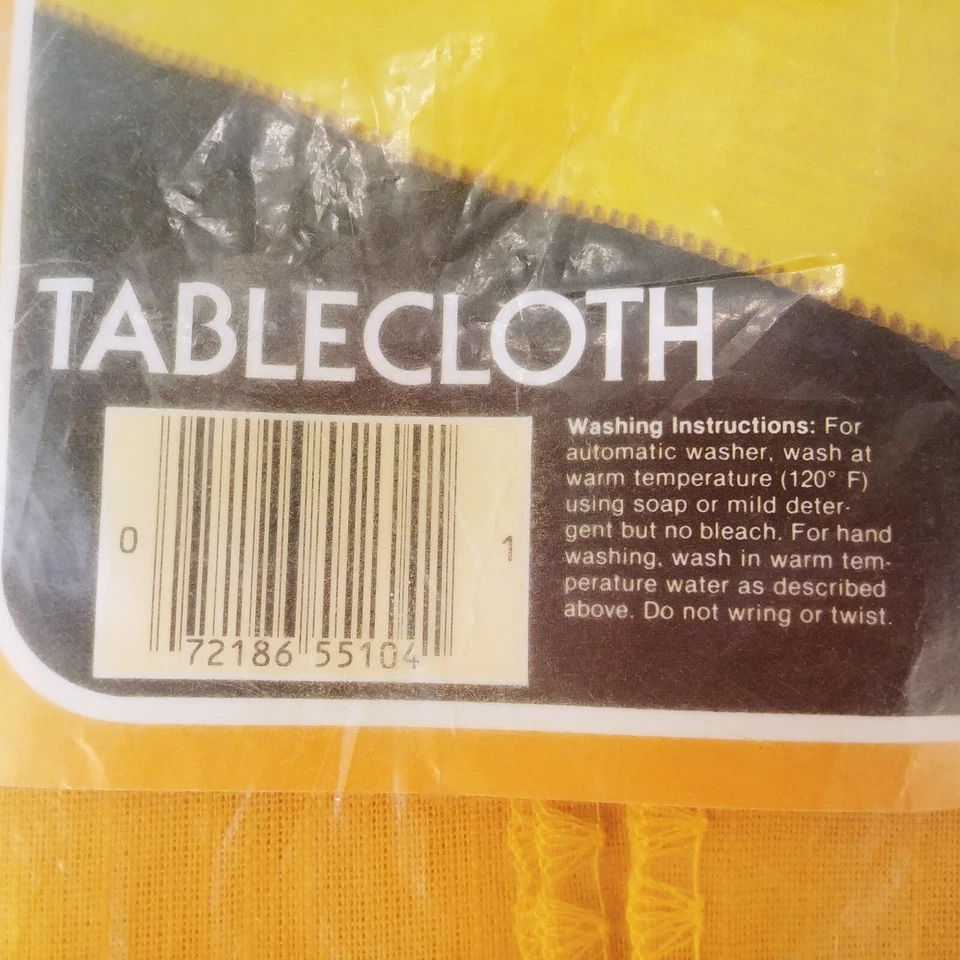 TABLECLOTH
0 72186 55104 1
Washing Instructions: For
automatic washer, wash at
warm temperature (120° F)
using soap or mild deter-
gent but no bleach. For hand
washing, wash in warm tem-
perature water as described
above. Do not wring or twist.